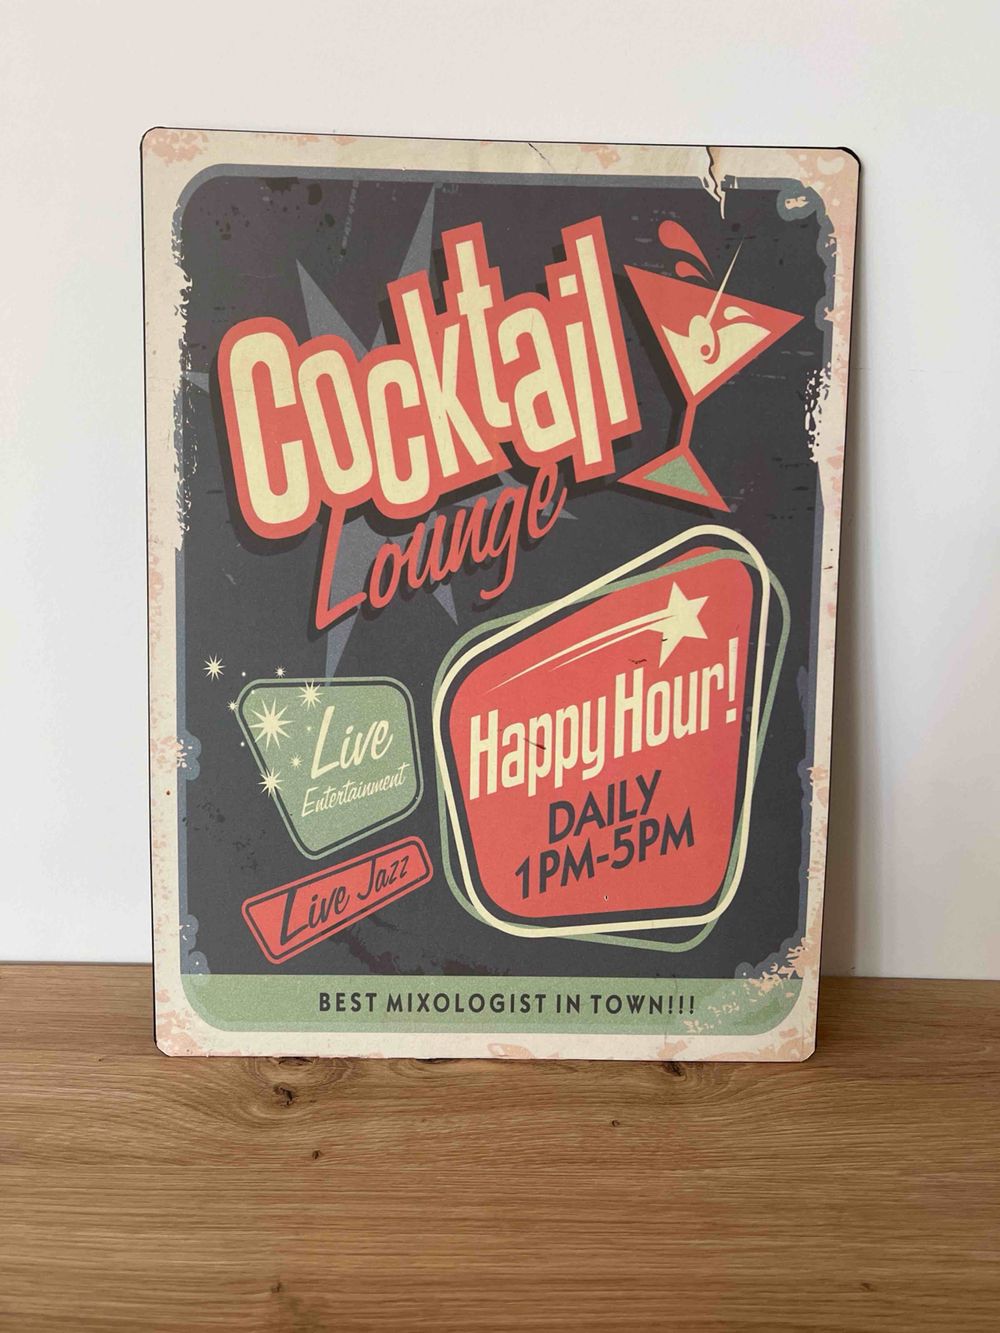 Cocktail
Lounge
Live
Entertainment
Live Jazz
Happy Hour!
DAILY
1PM-5PM
BEST MIXOLOGIST IN TOWN!!!